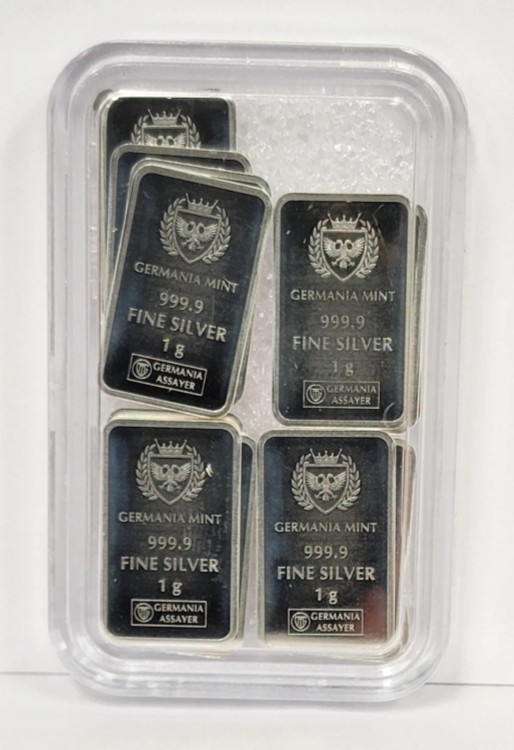 GERMANIA MINT
999.9
FINE SILVER
1 g
GERMANIA
ASSAYER
GERMANIA MINT
999.9
FINE SILVER
1 g
GERMANIA
ASSAYER
GERMANIA MINT
999.9
FINE SILVER
1 g
GERMANIA
ASSAYER
GERMANIA MINT
999.9
FINE SILVER
1 g
GERMANIA
ASSAYER